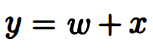 y = w + x